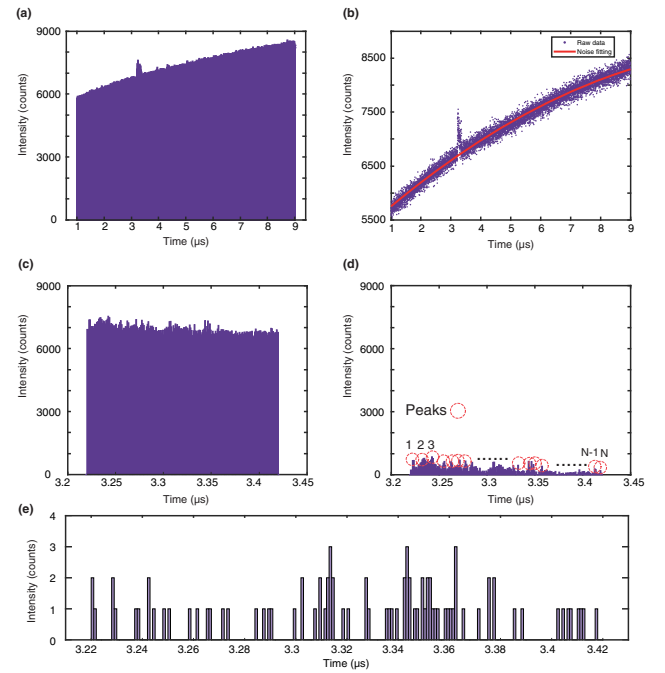 (a)
9000
6000
3000
0
Intensity (counts)
1 2 3 4 5 6 7 8 9
Time (µs)
(b)
8500
7500
6500
5500
Intensity (counts)
Raw data
Noise fitting
1 2 3 4 5 6 7 8 9
Time (µs)
(c)
9000
6000
3000
0
Intensity (counts)
3.2 3.25 3.3 3.35 3.4 3.45
Time (µs)
(d)
9000
6000
3000
0
Intensity (counts)
Peaks
1 2 3 N-1 N
3.2 3.25 3.3 3.35 3.4 3.45
Time (µs)
(e)
4
3
2
1
0
Intensity (counts)
3.22 3.24 3.26 3.28 3.3 3.32 3.34 3.36 3.38 3.4 3.42
Time (µs)